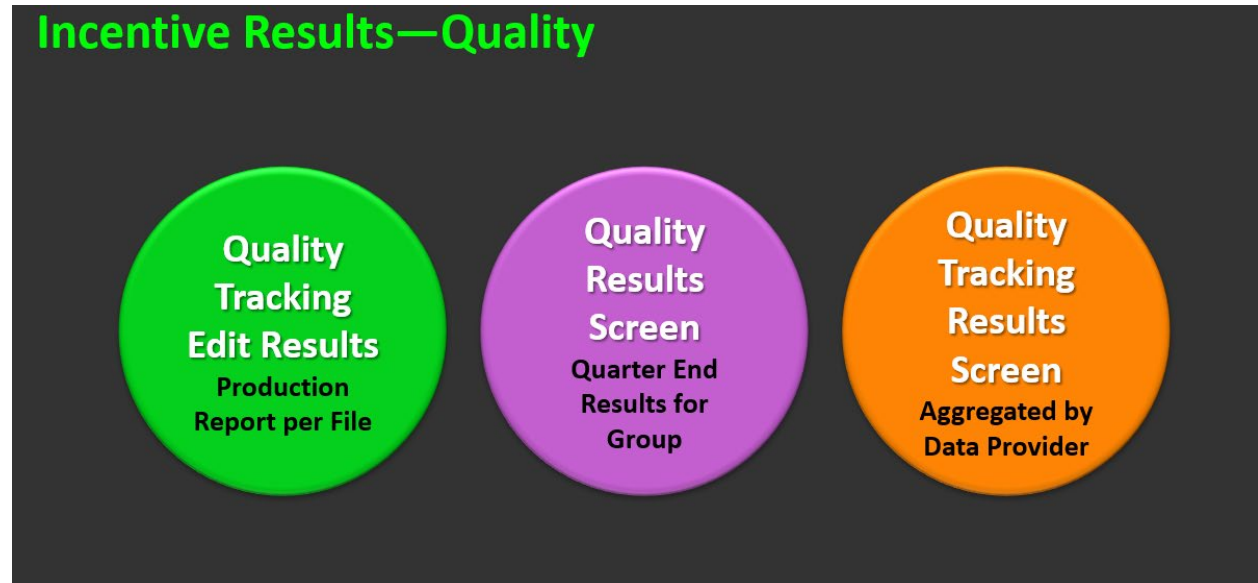 Incentive Results—Quality
Quality
Tracking
Edit Results
Production
Report per File
Quality
Results
Screen
Quarter End
Results for
Group
Quality
Tracking
Results
Screen
Aggregated by
Data Provider